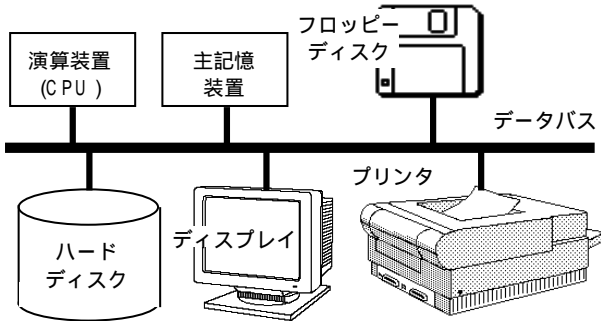 演算装置
(CPU )
主記憶
装置
フロッピー
ディスク
データバス
プリンタ
ハード
ディスク
ディスプレイ